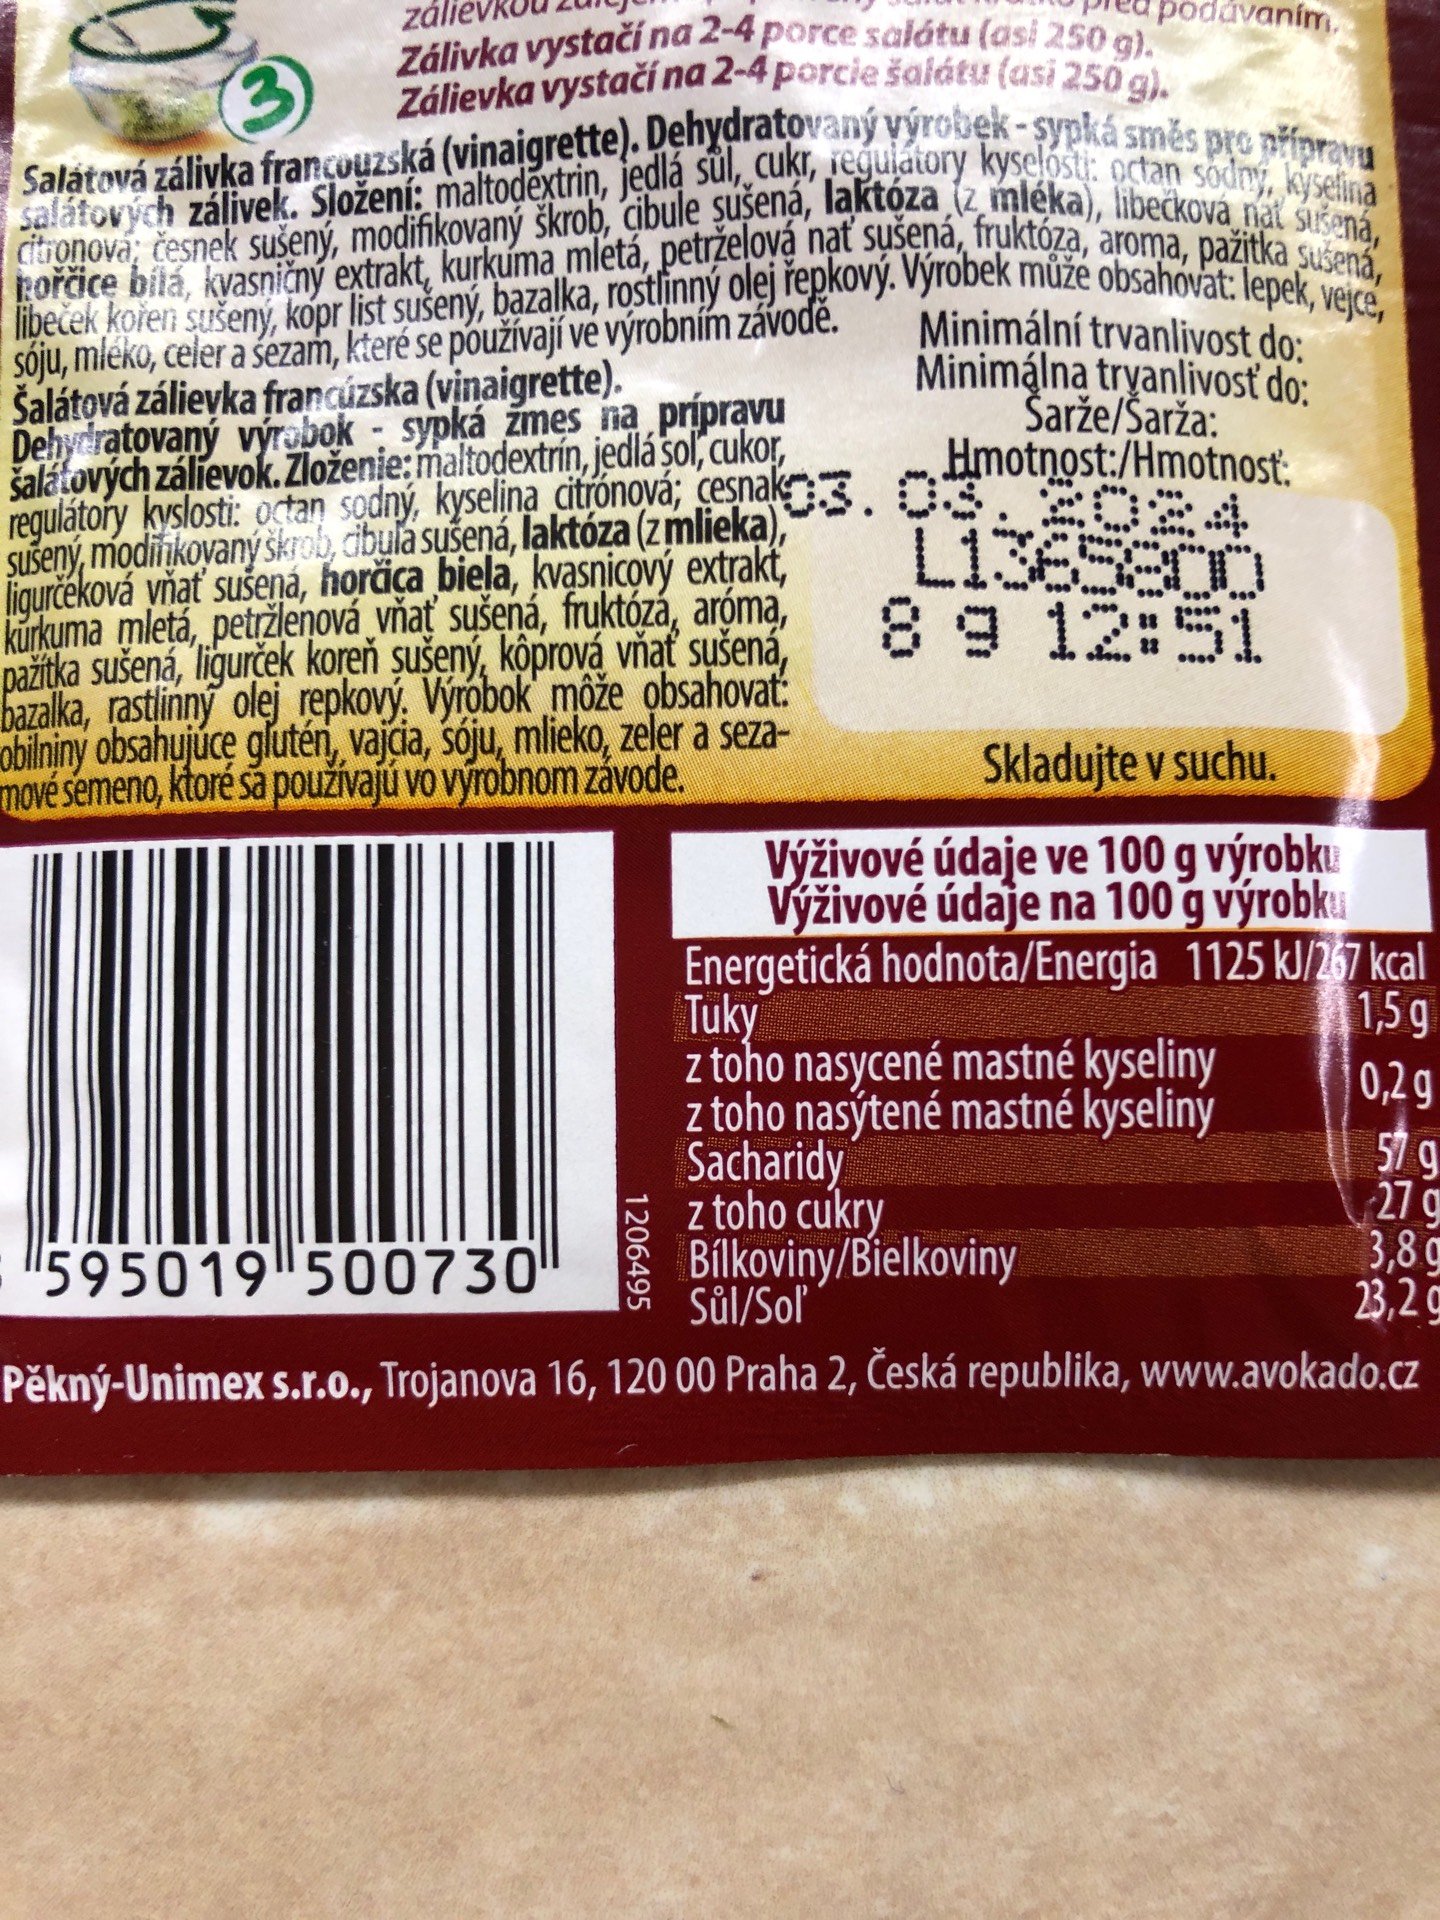 3
Zálivka vystačí na 2-4 porce salátu (asi 250 g).
Zálievka vystačí na 2-4 porcie šalátu (asi 250 g).
Salátová zálivka francouzská (vinaigrette). Dehydratovaný výrobek - sypká směs pro přípravu
salátových zálivek. Složení: maltodextrin, jedlá sůl, cukr, regulátory kyselosti: octan sodný, kyselina
citronová; česnek sušený, modifikovaný škrob, cibule sušená, laktóza (z mléka), libečková nať sušená,
hořčice bílá, kvasničný extrakt, kurkuma mletá, petrželová nať sušená, fruktóza, aroma, pažitka sušená,
libeček kořen sušený, kopr list sušený, bazalka, rostlinný olej řepkový. Výrobek může obsahovat: lepek, vejce,
sóju, mléko, celer a sezam, které se používají ve výrobním závodě.
Šalátová zálievka francúzska (vinaigrette).
Dehydratovaný výrobok - sypká zmes na prípravu
šalátových zálievok. Zloženie: maltodextrín, jedlá soľ, cukor,
regulátory kyslosti: octan sodný, kyselina citrónová; cesnak
sušený, modifikovaný škrob, cibuľa sušená, laktóza (z mlieka),
ligurčeková vňať sušená, horčica biela, kvasnicový extrakt,
kurkuma mletá, petržlenová vňať sušená, fruktóza, aróma,
pažítka sušená, ligurček koreň sušený, kôprová vňať sušená,
bazalka, rastlinný olej repkový. Výrobok môže obsahovať:
obilniny obsahujúce glutén, vajcia, sóju, mlieko, zeler a seza-
mové semeno, ktoré sa používajú vo výrobnom závode.
Minimální trvanlivost do:
Minimálna trvanlivosť do:
Šarže/Šarža:
Hmotnost:/Hmotnosť:
03. 03. 2024
L1365800
8 g 12:51
Skladujte v suchu.
Výživové údaje ve 100 g výrobku
Výživové údaje na 100 g výrobku
Energetická hodnota/Energia 1125 kJ/267 kcal
Tuky 1,5 g
z toho nasycené mastné kyseliny
z toho nasýtené mastné kyseliny 0,2 g
Sacharidy 57 g
z toho cukry 27 g
Bílkoviny/Bielkoviny 3,8 g
Sůl/Soľ 23,2 g
595019 500730
1206495
Pěkný-Unimex s.r.o., Trojanova 16, 120 00 Praha 2, Česká republika, www.avokado.cz